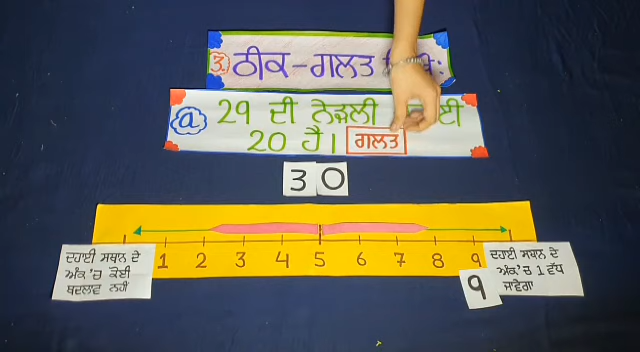 3. ਠੀਕ-ਗਲਤ
a 29 ਦੀ ਨੇੜਲੀ
20 ਹੈ। ਗਲਤ
30
1 2 3 4 5 6 7 8 9
ਦਹਾਈ ਸਥਾਨ ਦੇ
ਅੰਕ 'ਚ ਕੋਈ
ਬਦਲਾਵ ਨਹੀਂ
ਦਹਾਈ ਸਥਾਨ ਦੇ
ਅੰਕ 'ਚ 1 ਵੱਧ
ਜਾਵੇਗਾ